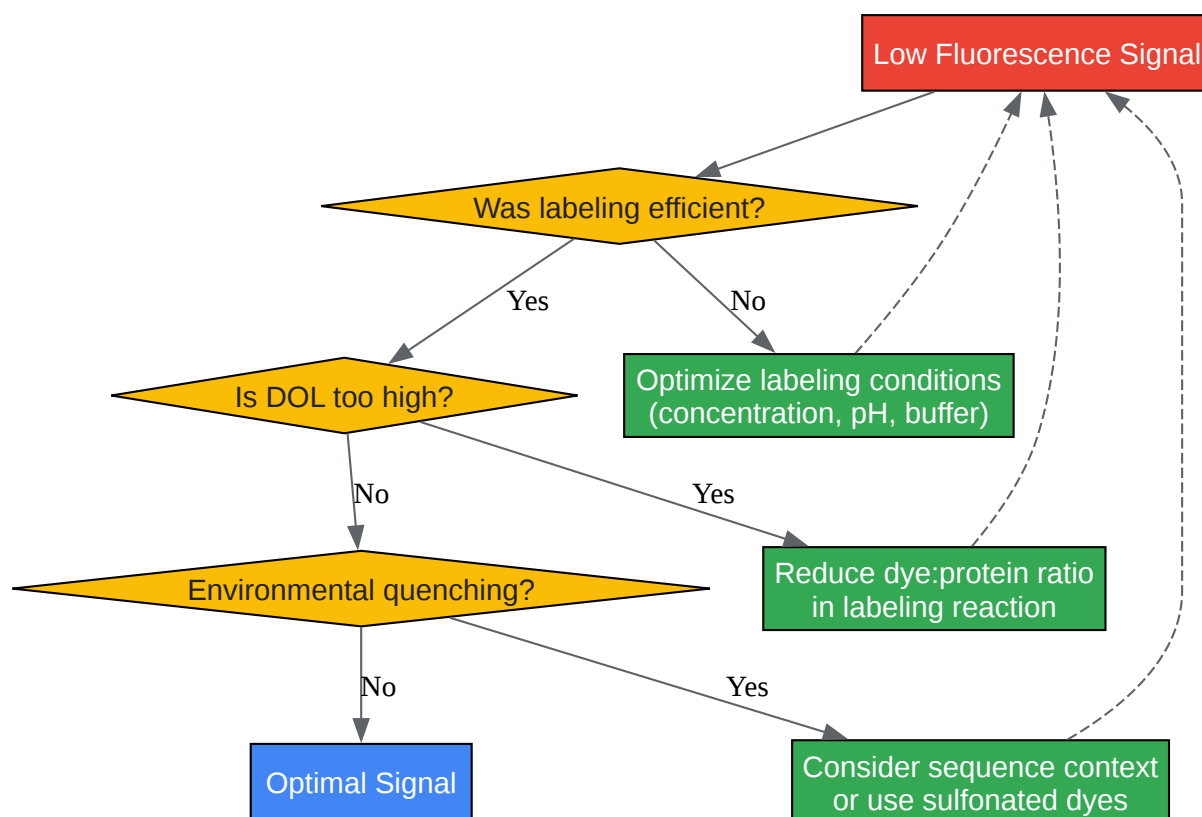 Low Fluorescence Signal
Was labeling efficient?
Yes
No
Optimize labeling conditions
(concentration, pH, buffer)
Is DOL too high?
No
Yes
Reduce dye:protein ratio
in labeling reaction
Environmental quenching?
No
Yes
Optimal Signal
Consider sequence context
or use sulfonated dyes